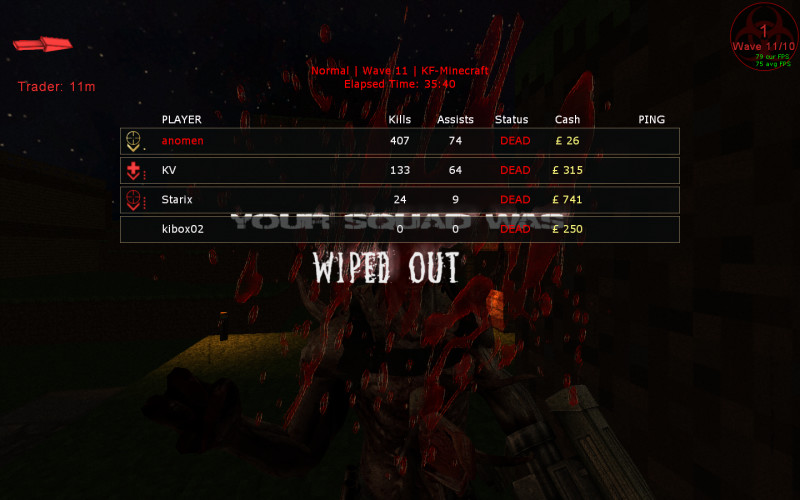 1
Wave 11/10
79 cur FPS
75 avg FPS
Trader: 11m
Normal | Wave 11 | KF-Minecraft
Elapsed Time: 35:40
PLAYER Kills Assists Status Cash PING
anomen 407 74 DEAD £ 26
KV 133 64 DEAD £ 315
Starix 24 9 DEAD £ 741
YOUR SQUAD WAS
kibox02 0 0 DEAD £ 250
WIPED OUT